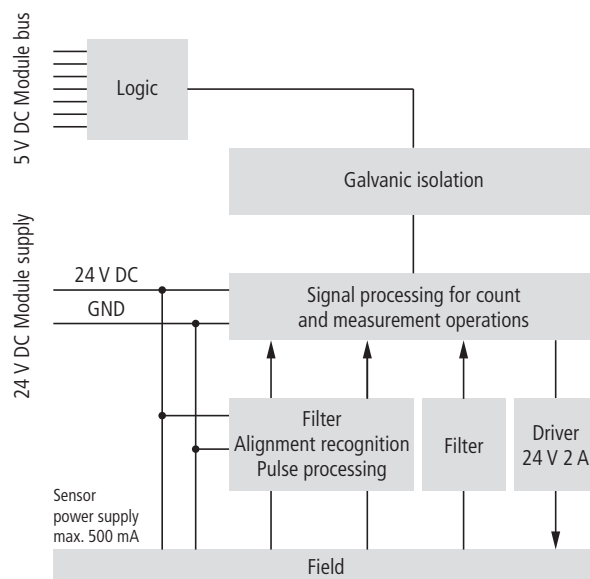 5 V DC Module bus
Logic
Galvanic isolation
24 V DC Module supply
24 V DC
GND
Signal processing for count
and measurement operations
Filter
Alignment recognition
Pulse processing
Filter
Driver
24 V 2 A
Sensor
power supply
max. 500 mA
Field